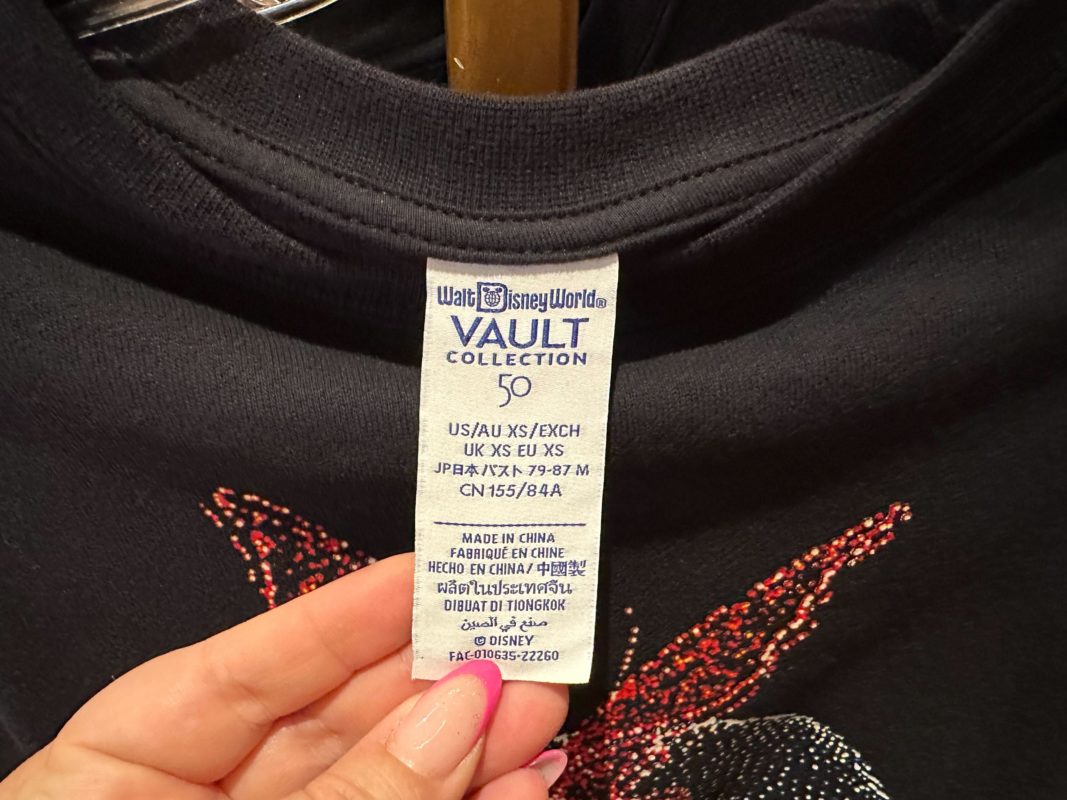 Walt Disney World®
VAULT
COLLECTION
50
US/AU XS/EXCH
UK XS EU XS
JP日本 バスト 79-87 M
CN 155/84A
MADE IN CHINA
FABRIQUÉ EN CHINE
HECHO EN CHINA/ 中國製
ผลิตในประเทศจีน
DIBUAT DI TIONGKOK
صنع في الصين
© DISNEY
FAC-010635-22260